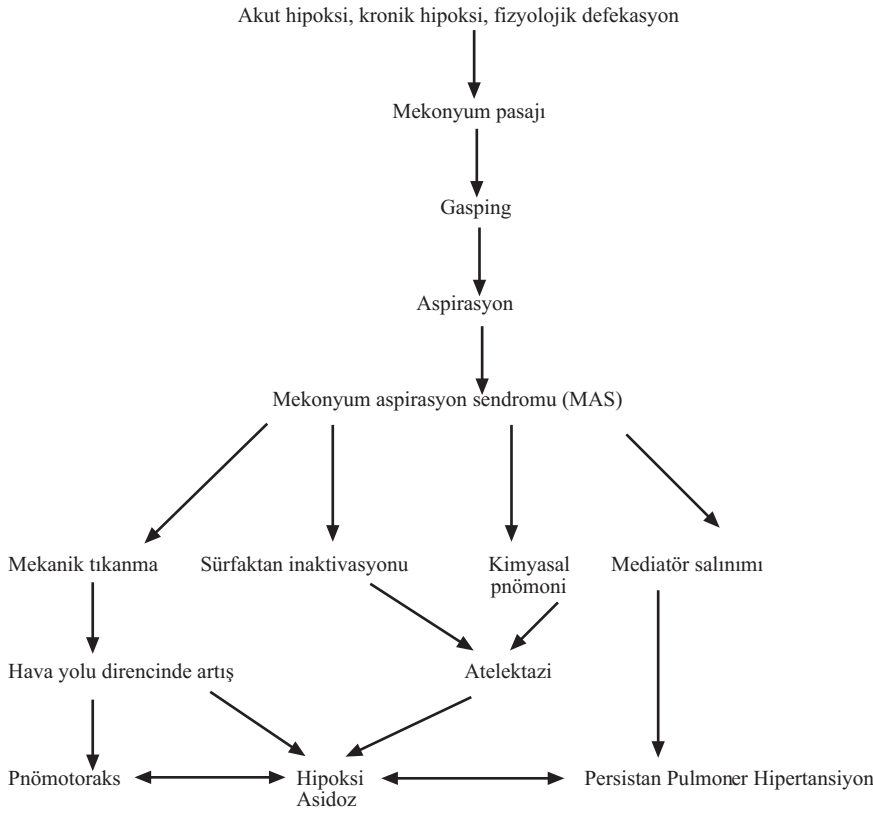 Akut hipoksi, kronik hipoksi, fizyolojik defekasyon
Mekonyum pasajı
Gasping
Aspirasyon
Mekonyum aspirasyon sendromu (MAS)
Mekanik tıkanma
Sürfaktan inaktivasyonu
Kimyasal
pnömoni
Mediatör salınımı
Hava yolu direncinde artış
Atelektazi
Pnömotoraks
Hipoksi
Asidoz
Persistan Pulmoner Hipertansiyon